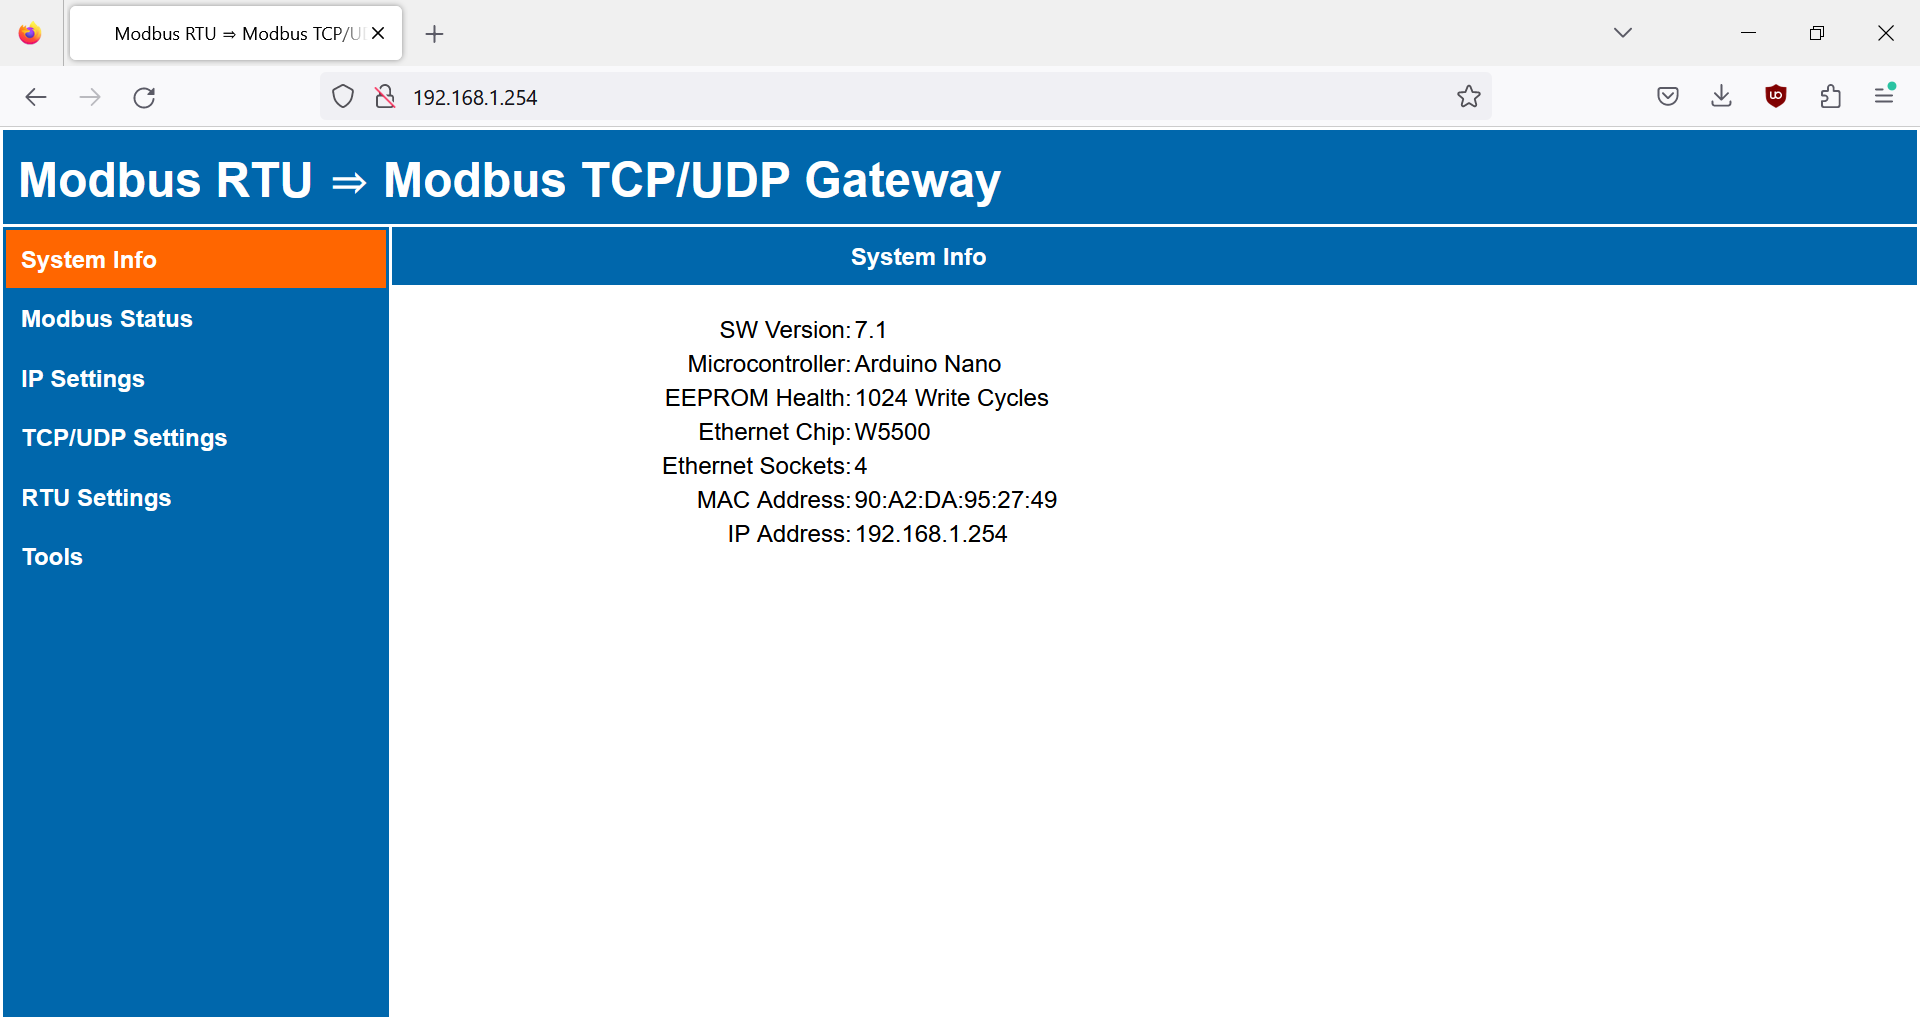 Modbus RTU ⇒ Modbus TCP/U
192.168.1.254
Modbus RTU ⇒ Modbus TCP/UDP Gateway
System Info
Modbus Status
IP Settings
TCP/UDP Settings
RTU Settings
Tools
System Info
SW Version: 7.1
Microcontroller: Arduino Nano
EEPROM Health: 1024 Write Cycles
Ethernet Chip: W5500
Ethernet Sockets: 4
MAC Address: 90:A2:DA:95:27:49
IP Address: 192.168.1.254